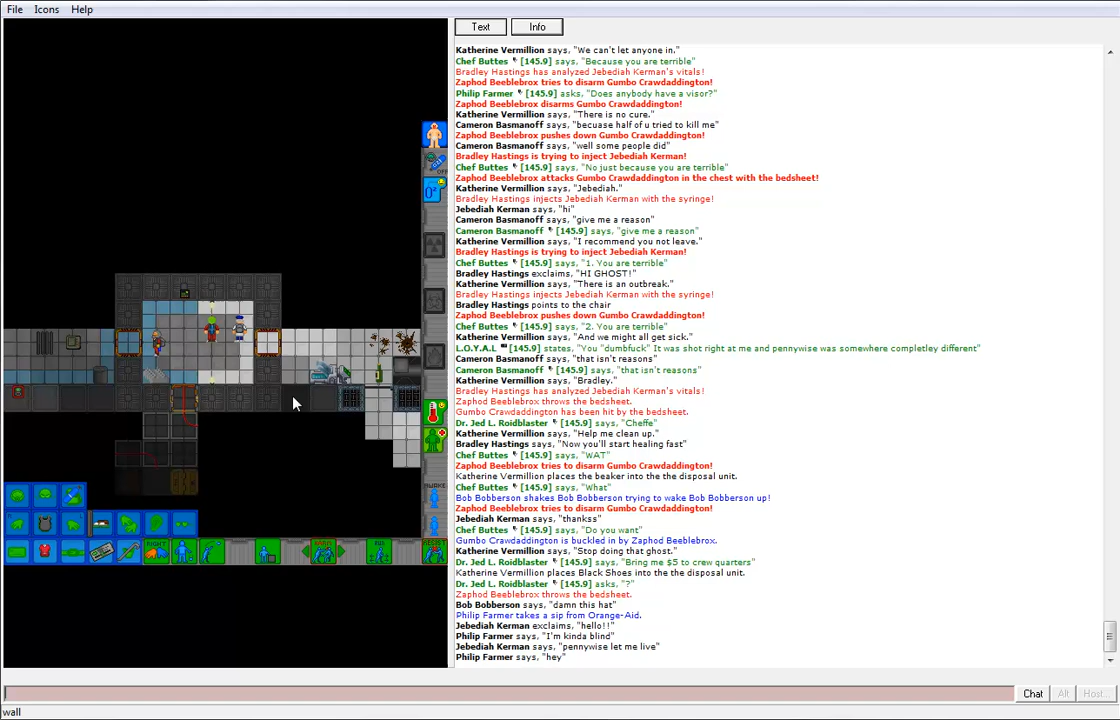 File Icons Help
Text Info
Katherine Vermillion says, "We can't let anyone in."
Chef Buttes [145.9] says, "Because you are terrible"
Bradley Hastings has analyzed Jebediah Kerman's vitals!
Zaphod Beeblebrox tries to disarm Gumbo Crawdaddington!
Philip Farmer [145.9] asks, "Does anybody have a visor?"
Zaphod Beeblebrox disarms Gumbo Crawdaddington!
Katherine Vermillion says, "There is no cure."
Cameron Basmanoff says, "becuase half of u tried to kill me"
Zaphod Beeblebrox pushes down Gumbo Crawdaddington!
Cameron Basmanoff says, "well some people did"
Bradley Hastings is trying to inject Jebediah Kerman!
Chef Buttes [145.9] says, "No just because you are terrible"
Zaphod Beeblebrox attacks Gumbo Crawdaddington in the chest with the bedsheet!
Katherine Vermillion says, "Jebediah."
Bradley Hastings injects Jebediah Kerman with the syringe!
Jebediah Kerman says, "hi"
Cameron Basmanoff says, "give me a reason"
Cameron Basmanoff [145.9] says, "give me a reason"
Katherine Vermillion says, "I recommend you not leave."
Bradley Hastings is trying to inject Jebediah Kerman!
Chef Buttes [145.9] says, "1. You are terrible"
Bradley Hastings exclaims, "HI GHOST!"
Katherine Vermillion says, "There is an outbreak."
Bradley Hastings injects Jebediah Kerman with the syringe!
Bradley Hastings points to the chair
Zaphod Beeblebrox pushes down Gumbo Crawdaddington!
Chef Buttes [145.9] says, "2. You are terrible"
Katherine Vermillion says, "And we might all get sick."
L.O.Y.A.L [145.9] states, "You "dumbfuck" It was shot right at me and pennywise was somewhere completley different"
Cameron Basmanoff says, "that isn't reasons"
Cameron Basmanoff [145.9] says, "that isn't reasons"
Katherine Vermillion says, "Bradley."
Bradley Hastings has analyzed Jebediah Kerman's vitals!
Zaphod Beeblebrox throws the bedsheet.
Gumbo Crawdaddington has been hit by the bedsheet.
Dr. Jed L. Roidblaster [145.9] says, "Cheffe"
Katherine Vermillion says, "Help me clean up."
Bradley Hastings says, "Now you'll start healing fast"
Chef Buttes [145.9] says, "WAT"
Zaphod Beeblebrox tries to disarm Gumbo Crawdaddington!
Katherine Vermillion places the beaker into the the disposal unit.
Chef Buttes [145.9] says, "What"
Bob Bobberson shakes Bob Bobberson trying to wake Bob Bobberson up!
Zaphod Beeblebrox tries to disarm Gumbo Crawdaddington!
Jebediah Kerman says, "thankss"
Chef Buttes [145.9] says, "Do you want"
Gumbo Crawdaddington is buckled in by Zaphod Beeblebrox.
Katherine Vermillion says, "Stop doing that ghost."
Dr. Jed L. Roidblaster [145.9] says, "Bring me $5 to crew quarters"
Katherine Vermillion places Black Shoes into the the disposal unit.
Dr. Jed L. Roidblaster [145.9] asks, "?"
Zaphod Beeblebrox throws the bedsheet.
Bob Bobberson says, "damn this hat"
Philip Farmer takes a sip from Orange-Aid.
Jebediah Kerman exclaims, "hello!!"
Philip Farmer says, "I'm kinda blind"
Jebediah Kerman says, "pennywise let me live"
Philip Farmer says, "hey"
Chat Alt Host...
wall